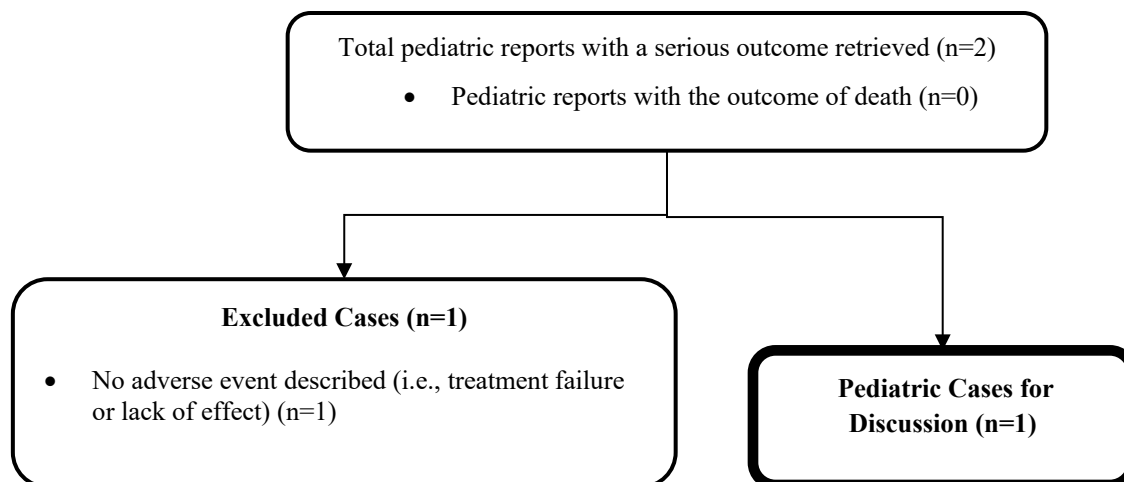 Total pediatric reports with a serious outcome retrieved (n=2)
• Pediatric reports with the outcome of death (n=0)
Excluded Cases (n=1)
• No adverse event described (i.e., treatment failure
or lack of effect) (n=1)
Pediatric Cases for
Discussion (n=1)